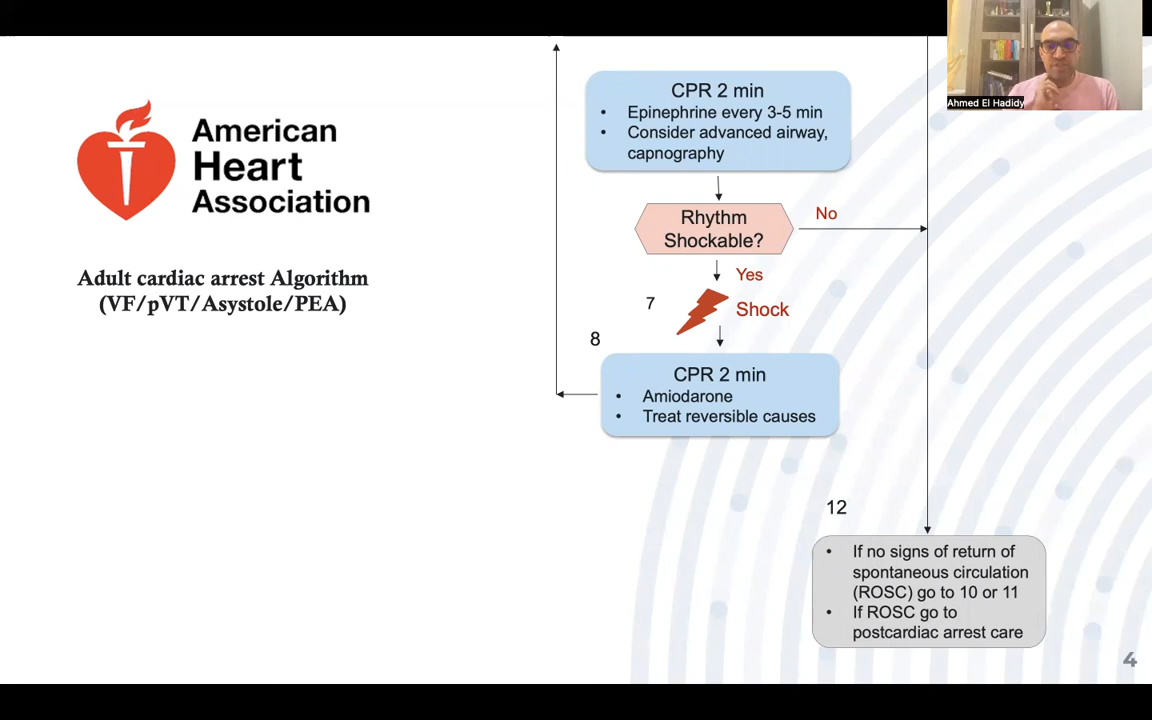 American
Heart
Association
Adult cardiac arrest Algorithm
(VF/pVT/Asystole/PEA)
CPR 2 min
• Epinephrine every 3-5 min
• Consider advanced airway,
capnography
Rhythm
Shockable?
No
Yes
7
Shock
8
CPR 2 min
• Amiodarone
• Treat reversible causes
12
• If no signs of return of
spontaneous circulation
(ROSC) go to 10 or 11
• If ROSC go to
postcardiac arrest care
4
Ahmed El Hadidy